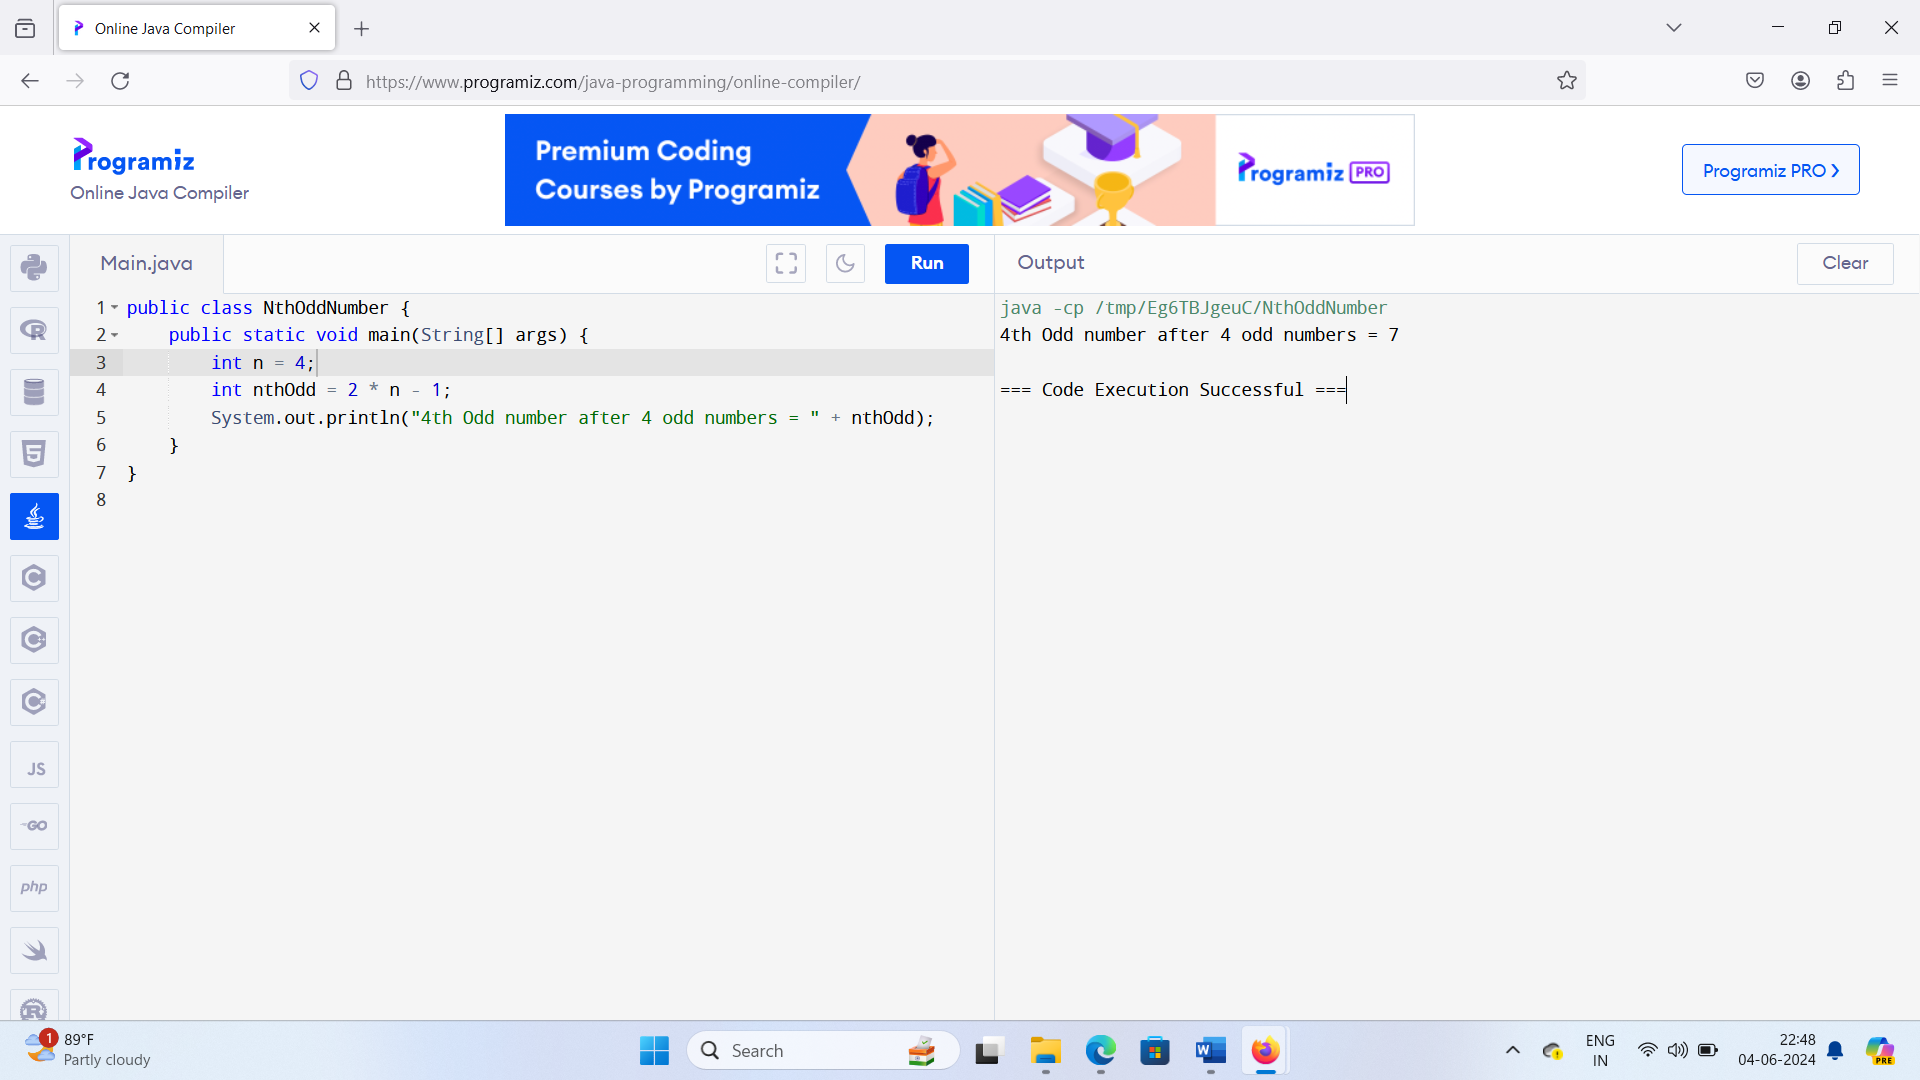 Online Java Compiler
https://www.programiz.com/java-programming/online-compiler/
Programiz
Online Java Compiler
Premium Coding
Courses by Programiz
Programiz PRO
Programiz PRO
Main.java
Run
Output
Clear
1 public class NthOddNumber {
2 public static void main(String[] args) {
3 int n = 4;
4 int nthOdd = 2 * n - 1;
5 System.out.println("4th Odd number after 4 odd numbers = " + nthOdd);
6 }
7 }
8
java -cp /tmp/Eg6TBJgeuC/NthOddNumber
4th Odd number after 4 odd numbers = 7
=== Code Execution Successful ===
R
5
C
C
C
JS
GO
php
R
1
89°F
Partly cloudy
Search
W
ENG
IN
22:48
04-06-2024
PRE